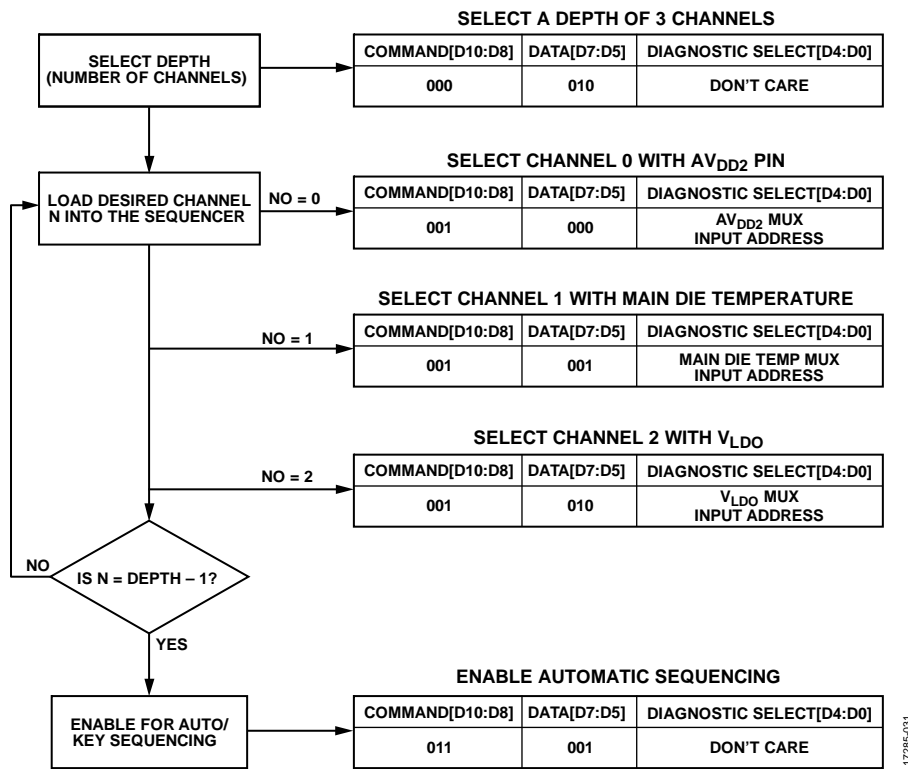 SELECT A DEPTH OF 3 CHANNELS
SELECT DEPTH
(NUMBER OF CHANNELS)
COMMAND[D10:D8] DATA[D7:D5] DIAGNOSTIC SELECT[D4:D0]
000 010 DON'T CARE
SELECT CHANNEL 0 WITH AVDD2 PIN
LOAD DESIRED CHANNEL
N INTO THE SEQUENCER
NO = 0
COMMAND[D10:D8] DATA[D7:D5] DIAGNOSTIC SELECT[D4:D0]
001 000 AVDD2 MUX
INPUT ADDRESS
SELECT CHANNEL 1 WITH MAIN DIE TEMPERATURE
NO = 1
COMMAND[D10:D8] DATA[D7:D5] DIAGNOSTIC SELECT[D4:D0]
001 001 MAIN DIE TEMP MUX
INPUT ADDRESS
SELECT CHANNEL 2 WITH VLDO
NO = 2
COMMAND[D10:D8] DATA[D7:D5] DIAGNOSTIC SELECT[D4:D0]
001 010 VLDO MUX
INPUT ADDRESS
NO
IS N = DEPTH – 1?
YES
ENABLE AUTOMATIC SEQUENCING
ENABLE FOR AUTO/
KEY SEQUENCING
COMMAND[D10:D8] DATA[D7:D5] DIAGNOSTIC SELECT[D4:D0]
011 001 DON'T CARE
17285-031